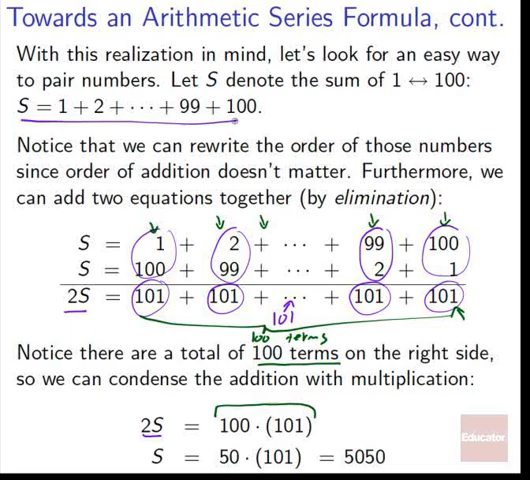 Towards an Arithmetic Series Formula, cont.
With this realization in mind, let's look for an easy way
to pair numbers. Let S denote the sum of 1 ↔ 100:
S = 1 + 2 + ⋯ + 99 + 100.
Notice that we can rewrite the order of those numbers
since order of addition doesn't matter. Furthermore, we
can add two equations together (by elimination):
S = 1 + 2 + ⋯ + 99 + 100
S = 100 + 99 + ⋯ + 2 + 1
2S = 101 + 101 + ⋯ + 101 + 101
101
100 terms
Notice there are a total of 100 terms on the right side,
so we can condense the addition with multiplication:
2S = 100 · (101)
S = 50 · (101) = 5050
Educator